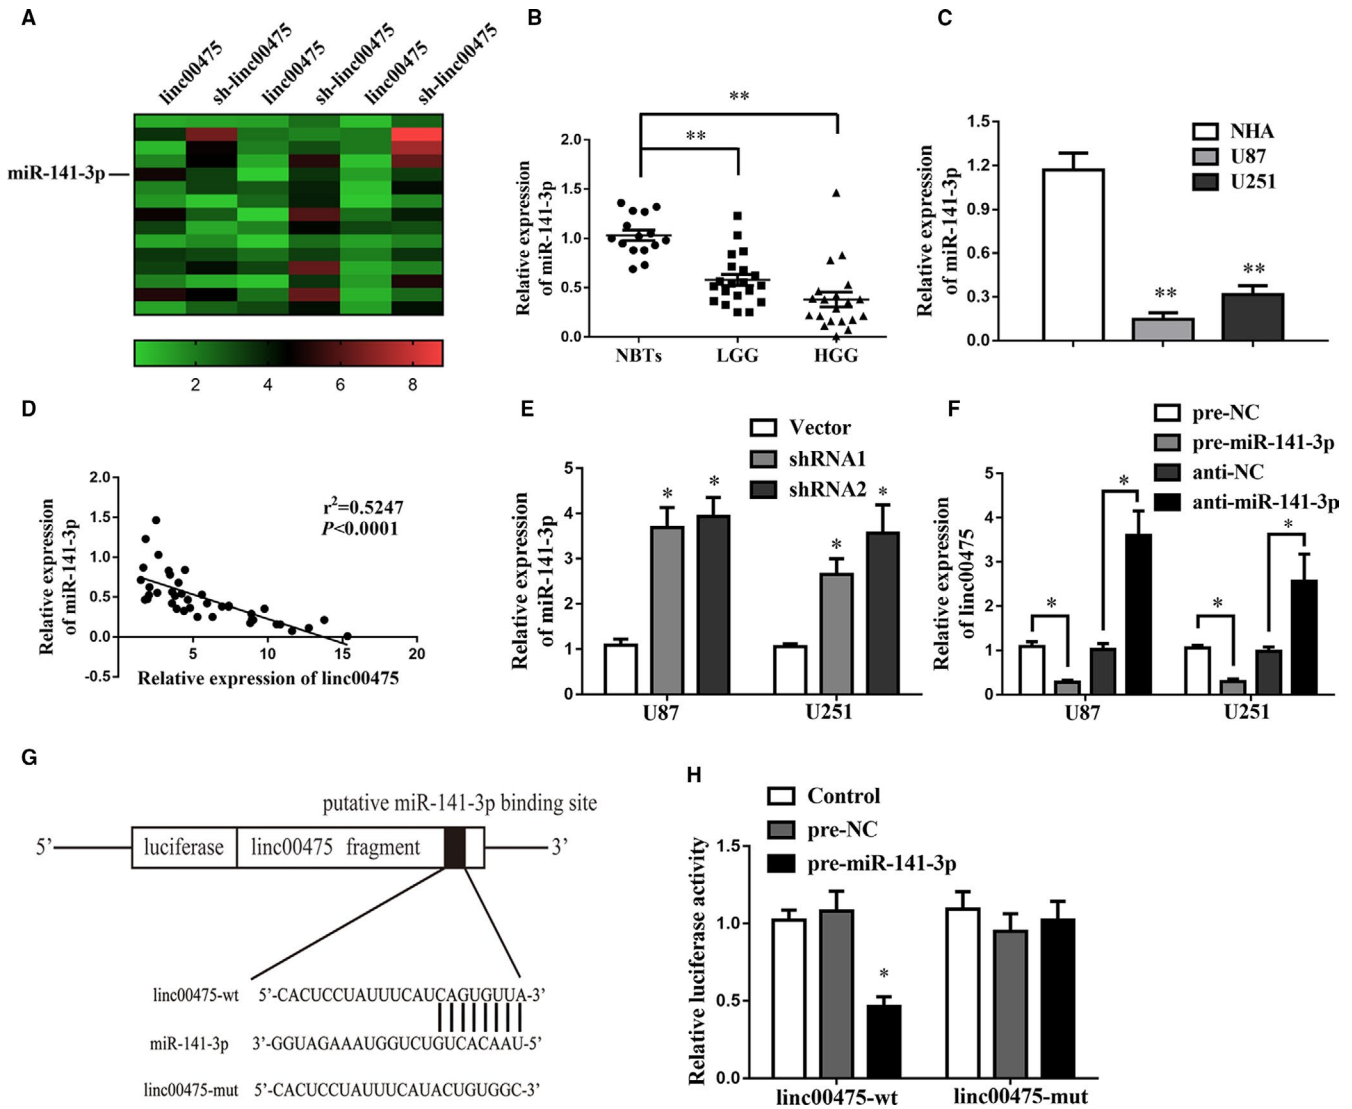 A
linc00475
sh-linc00475
linc00475
sh-linc00475
linc00475
sh-linc00475
miR-141-3p
2 4 6 8
B
Relative expression
of miR-141-3p
2.0
1.5
1.0
0.5
0.0
**
**
NBTs LGG HGG
C
Relative expression
of miR-141-3p
1.5
1.2
0.9
0.6
0.3
0.0
NHA
U87
U251
** **
D
Relative expression
of miR-141-3p
2.0
1.5
1.0
0.5
0.0
-0.5
r²=0.5247
P<0.0001
5 10 15 20
Relative expression of linc00475
E
Vector
shRNA1
shRNA2
Relative expression
of miR-141-3p
5
4
3
2
1
0
* * * *
U87 U251
F
pre-NC
pre-miR-141-3p
anti-NC
anti-miR-141-3p
Relative expression
of linc00475
5
4
3
2
1
0
* * * *
U87 U251
G
putative miR-141-3p binding site
5’ luciferase linc00475 fragment 3’
linc00475-wt 5’-CACUCCUAUUUCAUCAGUGUUA-3’
miR-141-3p 3’-GGUAGAAAUGGUCUGUCACAAU-5’
linc00475-mut 5’-CACUCCUAUUUCAUACUGUGGC-3’
H
Control
pre-NC
pre-miR-141-3p
Relative luciferase activity
1.5
1.0
0.5
0.0
*
linc00475-wt linc00475-mut